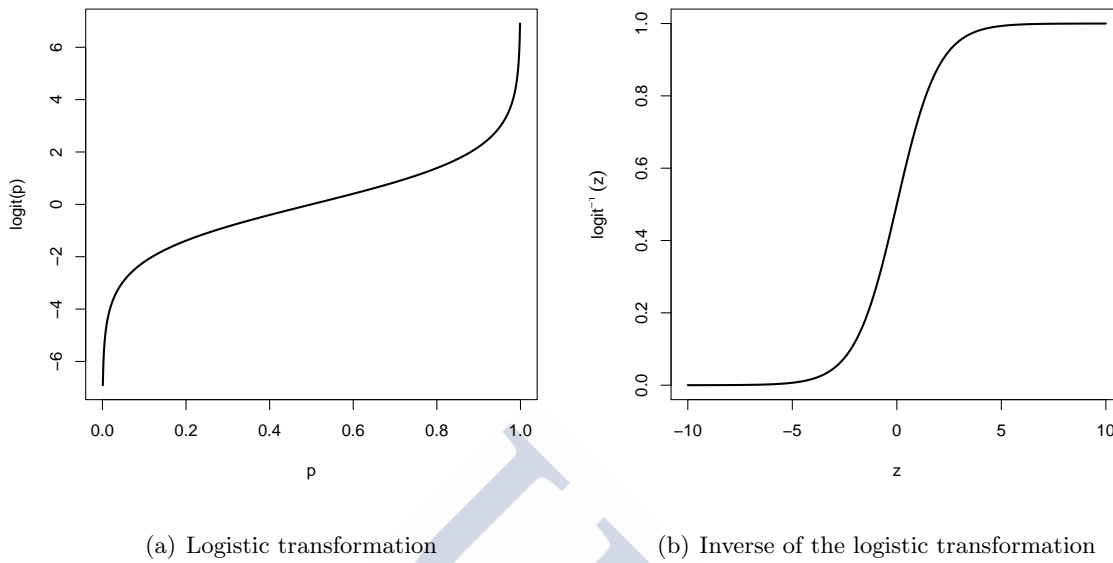 6
4
2
0
−2
−4
−6
logit(p)
0.0 0.2 0.4 0.6 0.8 1.0
p
(a) Logistic transformation
1.0
0.8
0.6
0.4
0.2
0.0
logit⁻¹ (z)
−10 −5 0 5 10
z
(b) Inverse of the logistic transformation